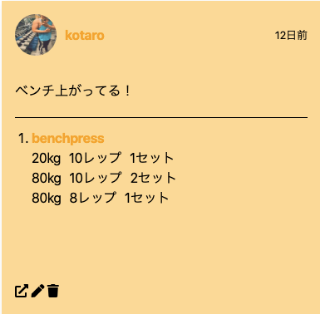 kotaro
12日前
ベンチ上がってる！
1. benchpress
20kg 10レップ 1セット
80kg 10レップ 2セット
80kg 8レップ 1セット